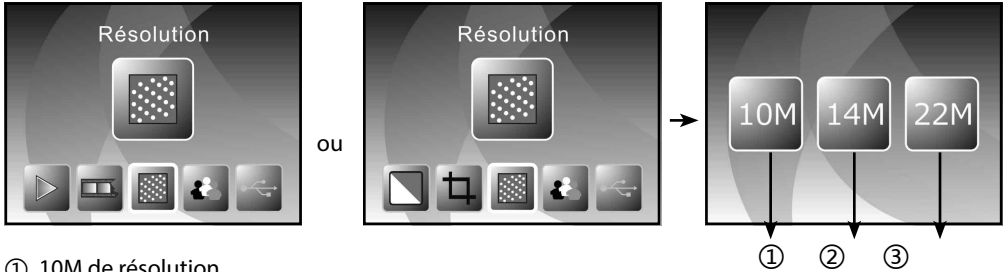 Résolution
ou
Résolution
10M 14M 22M
① ② ③
① 10M de résolution